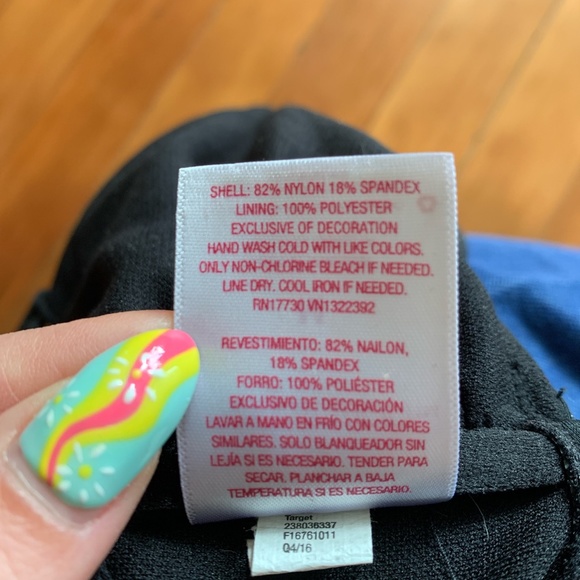 SHELL: 82% NYLON 18% SPANDEX
LINING: 100% POLYESTER
EXCLUSIVE OF DECORATION
HAND WASH COLD WITH LIKE COLORS.
ONLY NON-CHLORINE BLEACH IF NEEDED.
LINE DRY. COOL IRON IF NEEDED.
RN17730 VN1322392
REVESTIMIENTO: 82% NAILON,
18% SPANDEX
FORRO: 100% POLIÉSTER
EXCLUSIVO DE DECORACIÓN
LAVAR A MANO EN FRÍO CON COLORES
SIMILARES. SOLO BLANQUEADOR SIN
LEJÍA SI ES NECESARIO. TENDER PARA
SECAR. PLANCHAR A BAJA
TEMPERATURA SI ES NECESARIO.
Target
238036337
F16761011
Q4/16